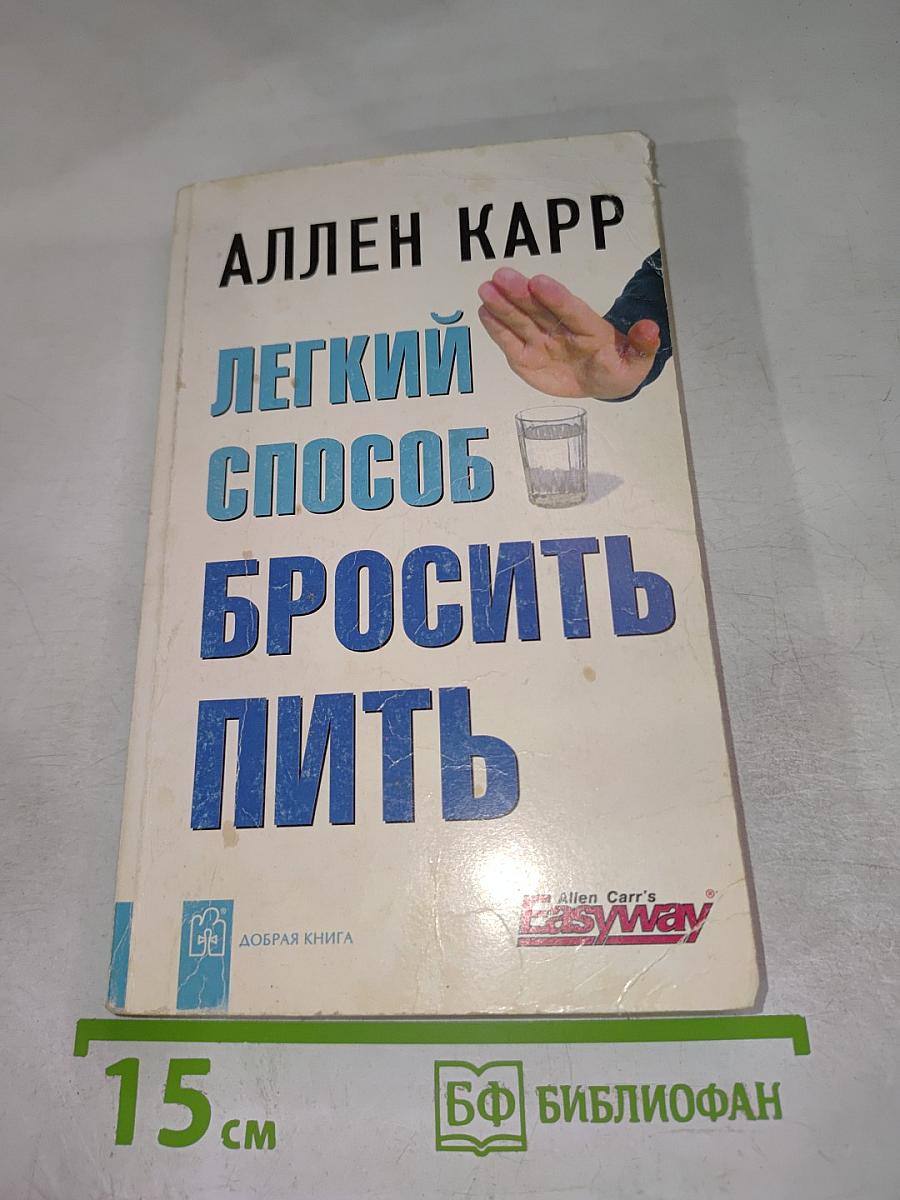 АЛЛЕН КАРР
ЛЕГКИЙ
СПОСОБ
БРОСИТЬ
ПИТЬ
Allen Carr's
Easyway®
ДОБРАЯ КНИГА
15 см
БФ БИБЛИОФАН